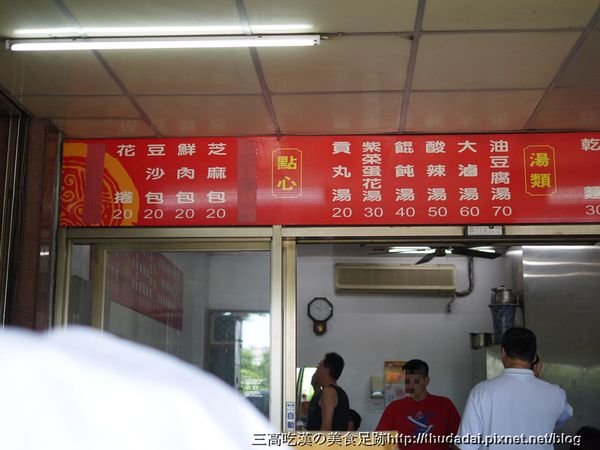 乾麵 30
湯類
油豆腐湯 70
大滷湯 60
酸辣湯 50
餛飩湯 40
紫菜蛋花湯 30
貢丸湯 20
點心
芝麻包 20
鮮肉包 20
豆沙包 20
花捲 20
自動
三高吃漢の美食足跡http://thudadai.pixnet.net/blog